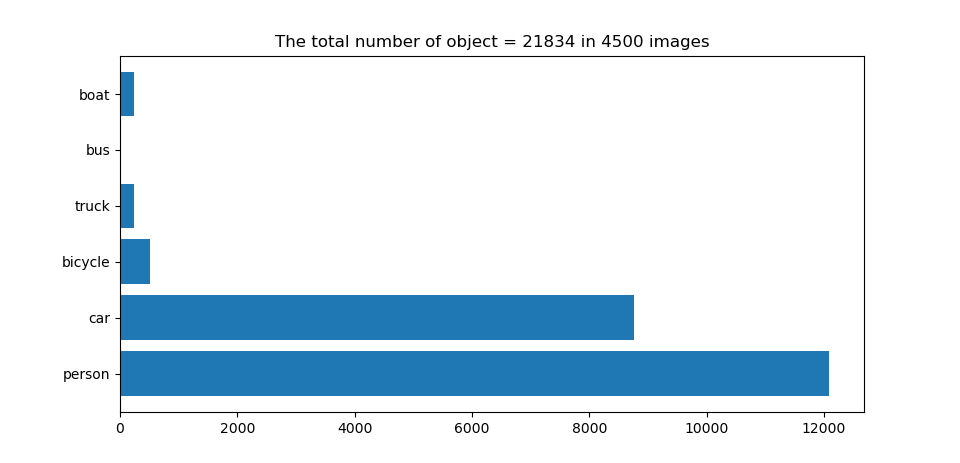 The total number of object = 21834 in 4500 images
boat
bus
truck
bicycle
car
person
0 2000 4000 6000 8000 10000 12000